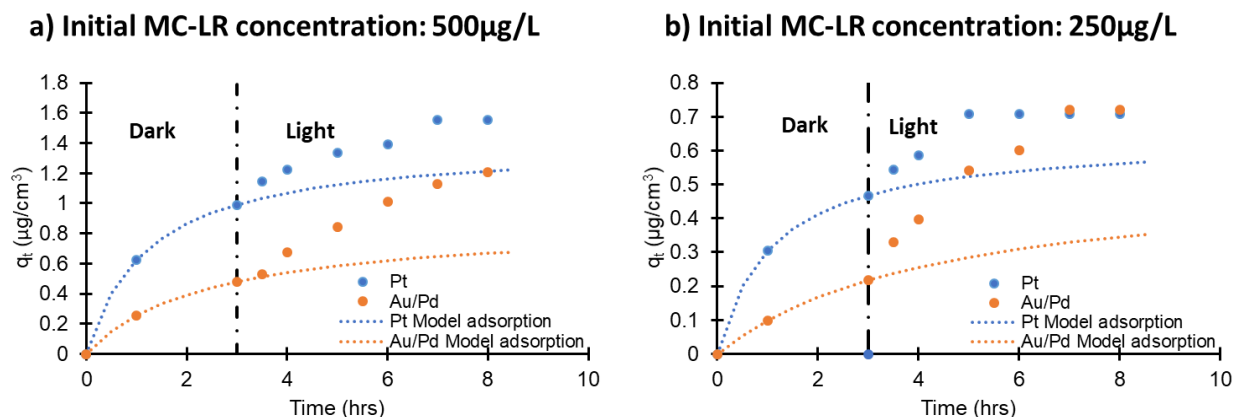 a) Initial MC-LR concentration: 500µg/L
1.8
1.6
1.4
1.2
1
0.8
0.6
0.4
0.2
0
qt (µg/cm3)
Dark
Light
Pt
Au/Pd
Pt Model adsorption
Au/Pd Model adsorption
0 2 4 6 8 10
Time (hrs)
b) Initial MC-LR concentration: 250µg/L
0.8
0.7
0.6
0.5
0.4
0.3
0.2
0.1
0
qt (µg/cm3)
Dark
Light
Pt
Au/Pd
Pt Model adsorption
Au/Pd Model adsorption
0 2 4 6 8 10
Time (hrs)